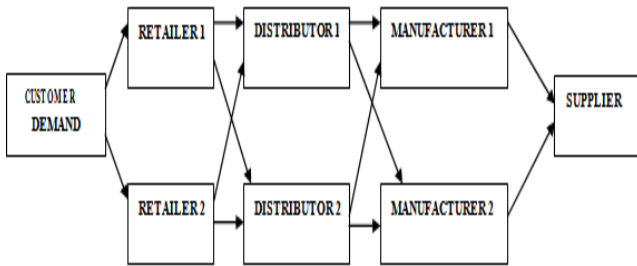 CUSTOMER
DEMAND
RETAILER 1
DISTRIBUTOR 1
MANUFACTURER 1
SUPPLIER
RETAILER 2
DISTRIBUTOR 2
MANUFACTURER 2